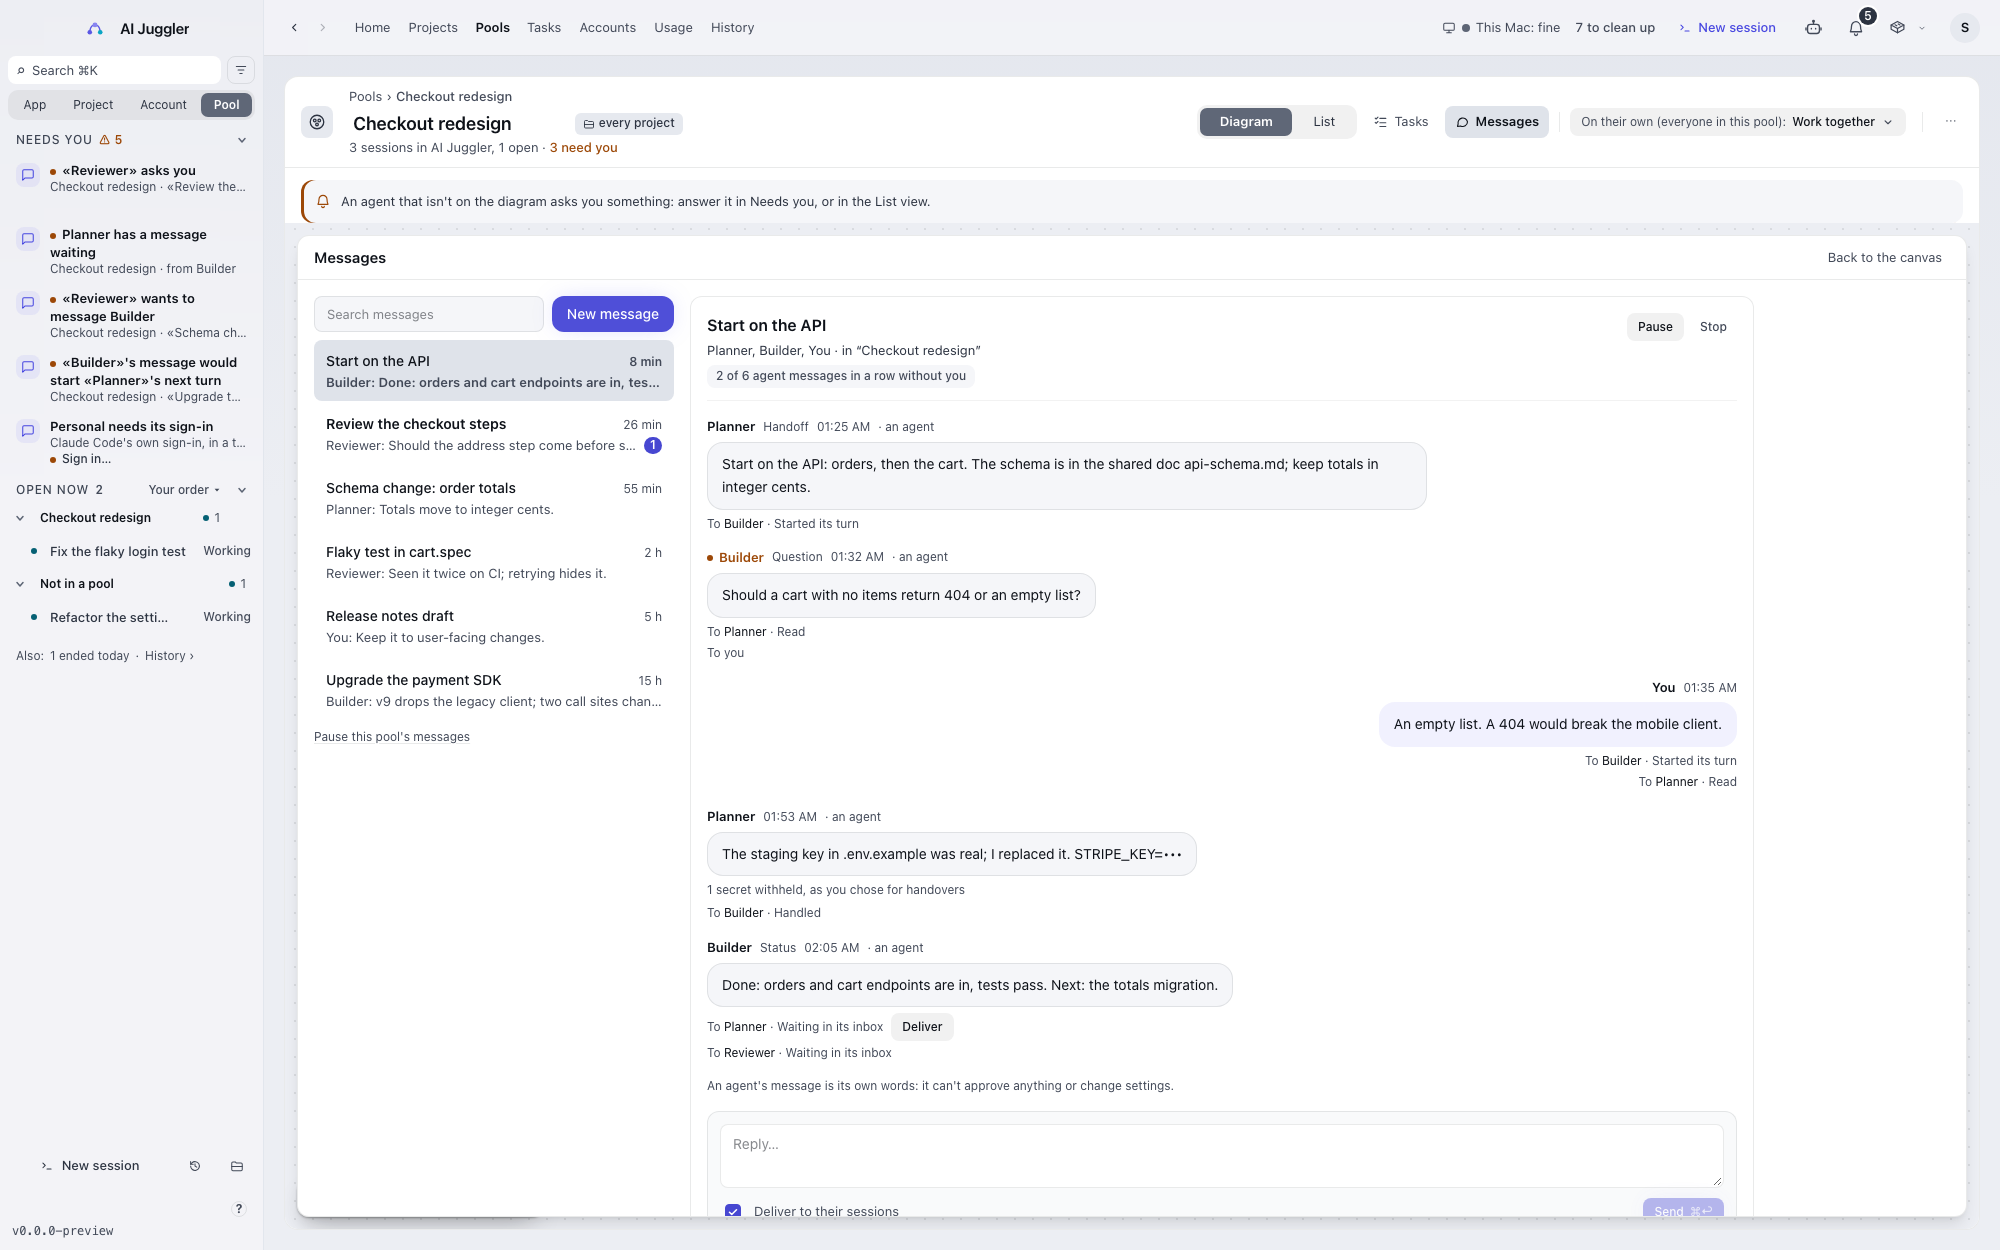 AI Juggler
Search ⌘K
App Project Account Pool
NEEDS YOU 5
«Reviewer» asks you
Checkout redesign · «Review the…
Planner has a message
waiting
Checkout redesign · from Builder
«Reviewer» wants to
message Builder
Checkout redesign · «Schema ch…
«Builder»'s message would
start «Planner»'s next turn
Checkout redesign · «Upgrade t…
Personal needs its sign-in
Claude Code's own sign-in, in a t…
Sign in…
OPEN NOW 2 Your order
Checkout redesign 1
Fix the flaky login test Working
Not in a pool 1
Refactor the setti… Working
Also: 1 ended today · History ›
New session
?
v0.0.0-preview
Home Projects Pools Tasks Accounts Usage History
This Mac: fine 7 to clean up New session 5 S
Pools › Checkout redesign
Checkout redesign every project
3 sessions in AI Juggler, 1 open · 3 need you
Diagram List Tasks Messages On their own (everyone in this pool): Work together ···
An agent that isn't on the diagram asks you something: answer it in Needs you, or in the List view.
Messages Back to the canvas
Search messages New message
Start on the API 8 min
Builder: Done: orders and cart endpoints are in, tes…
Review the checkout steps 26 min
Reviewer: Should the address step come before s… 1
Schema change: order totals 55 min
Planner: Totals move to integer cents.
Flaky test in cart.spec 2 h
Reviewer: Seen it twice on CI; retrying hides it.
Release notes draft 5 h
You: Keep it to user-facing changes.
Upgrade the payment SDK 15 h
Builder: v9 drops the legacy client; two call sites chan…
Pause this pool's messages
Start on the API Pause Stop
Planner, Builder, You · in “Checkout redesign”
2 of 6 agent messages in a row without you
Planner Handoff 01:25 AM · an agent
Start on the API: orders, then the cart. The schema is in the shared doc api-schema.md; keep totals in
integer cents.
To Builder · Started its turn
Builder Question 01:32 AM · an agent
Should a cart with no items return 404 or an empty list?
To Planner · Read
To you
You 01:35 AM
An empty list. A 404 would break the mobile client.
To Builder · Started its turn
To Planner · Read
Planner 01:53 AM · an agent
The staging key in .env.example was real; I replaced it. STRIPE_KEY=•••
1 secret withheld, as you chose for handovers
To Builder · Handled
Builder Status 02:05 AM · an agent
Done: orders and cart endpoints are in, tests pass. Next: the totals migration.
To Planner · Waiting in its inbox Deliver
To Reviewer · Waiting in its inbox
An agent's message is its own words: it can't approve anything or change settings.
Reply…
Deliver to their sessions Send ⌘↩